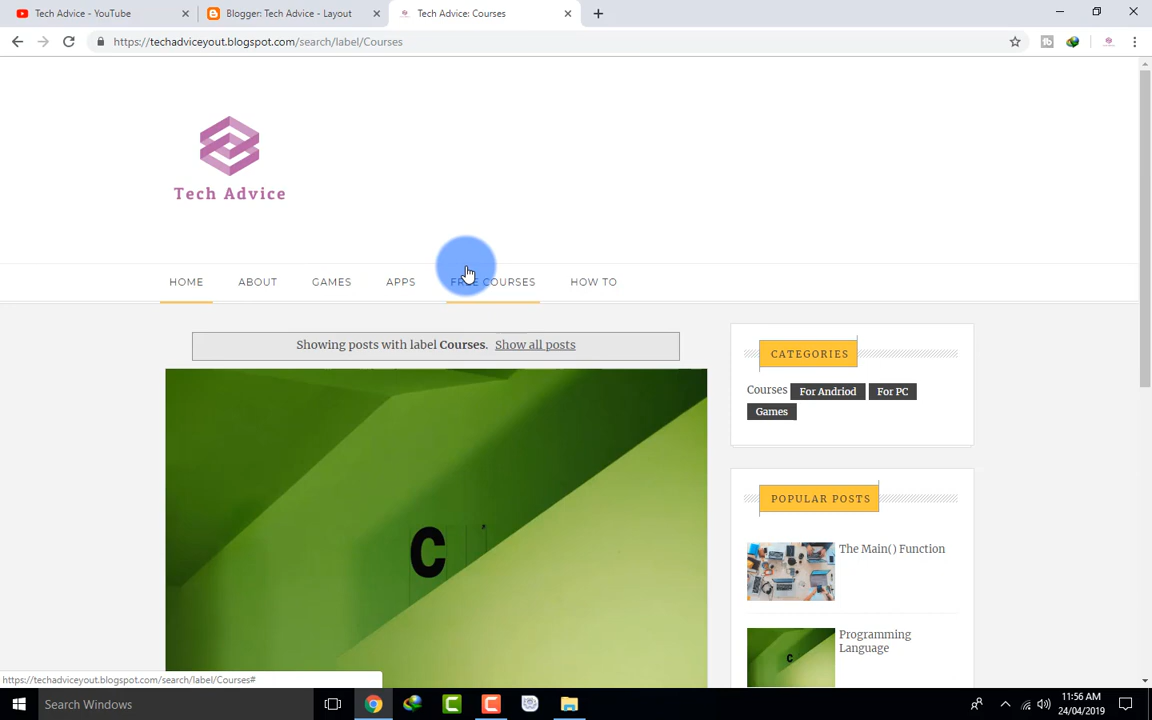 Tech Advice - YouTube
Blogger: Tech Advice - Layout
Tech Advice: Courses
https://techadviceyout.blogspot.com/search/label/Courses
Tech Advice
HOME
ABOUT
GAMES
APPS
FREE COURSES
HOW TO
Showing posts with label Courses. Show all posts
C
CATEGORIES
Courses For Andriod For PC
Games
POPULAR POSTS
The Main() Function
C
Programming
Language
https://techadviceyout.blogspot.com/search/label/Courses#
Search Windows
11:56 AM
24/04/2019